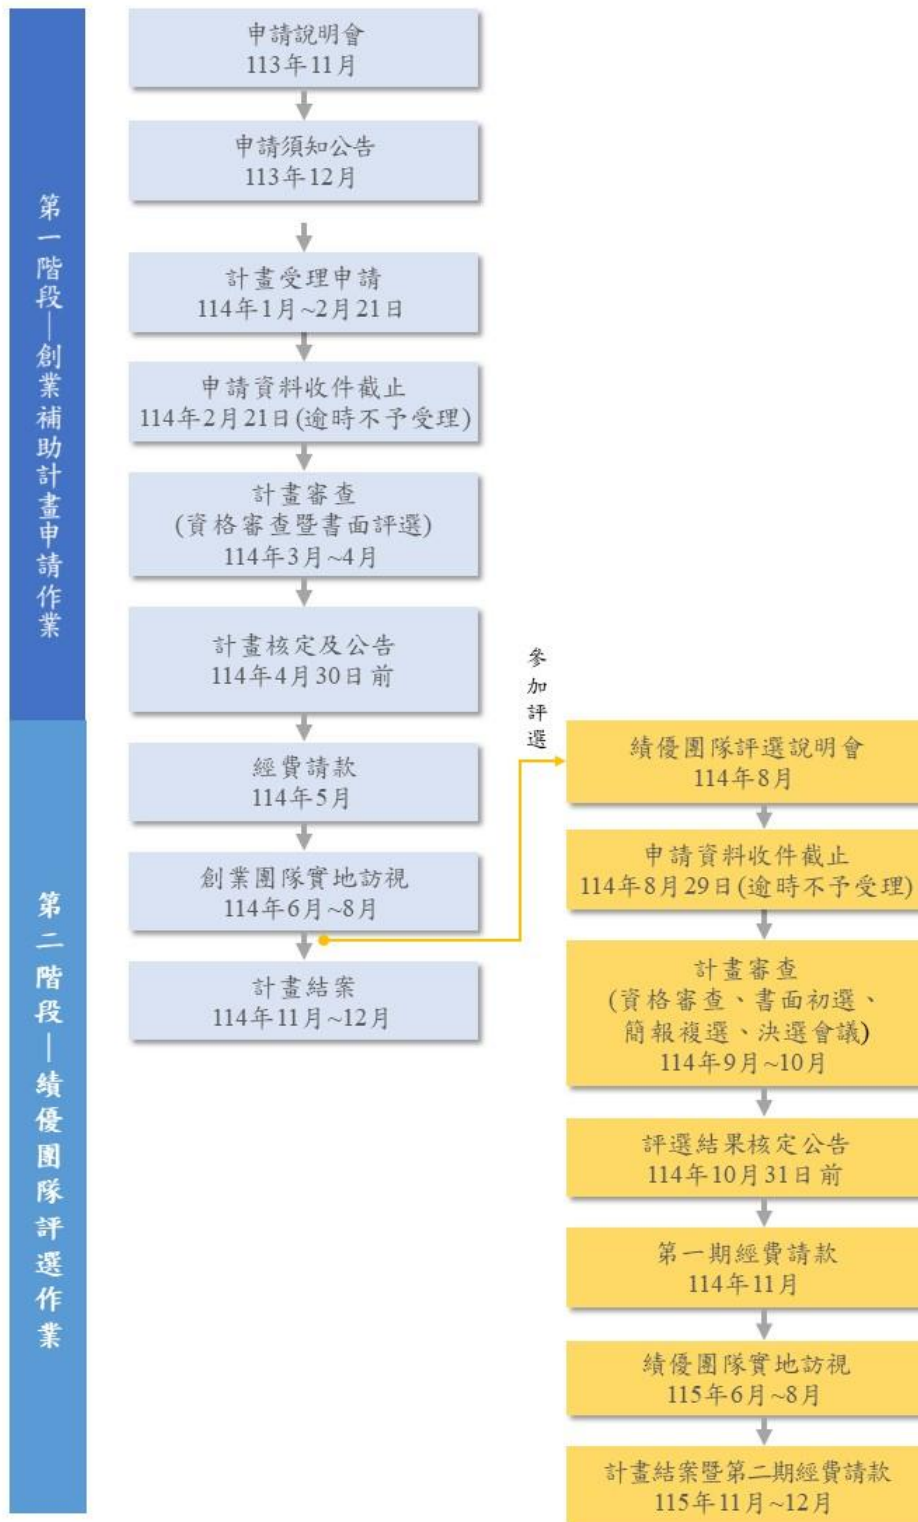 第一階段—創業補助計畫申請作業
申請說明會
113年11月
申請須知公告
113年12月
計畫受理申請
114年1月~2月21日
申請資料收件截止
114年2月21日(逾時不予受理)
計畫審查
(資格審查暨書面評選)
114年3月~4月
計畫核定及公告
114年4月30日前
第二階段—績優團隊評選作業
經費請款
114年5月
創業團隊實地訪視
114年6月~8月
計畫結案
114年11月~12月
參加評選
績優團隊評選說明會
114年8月
申請資料收件截止
114年8月29日(逾時不予受理)
計畫審查
(資格審查、書面初選、
簡報複選、決選會議)
114年9月~10月
評選結果核定公告
114年10月31日前
第一期經費請款
114年11月
績優團隊實地訪視
115年6月~8月
計畫結案暨第二期經費請款
115年11月~12月